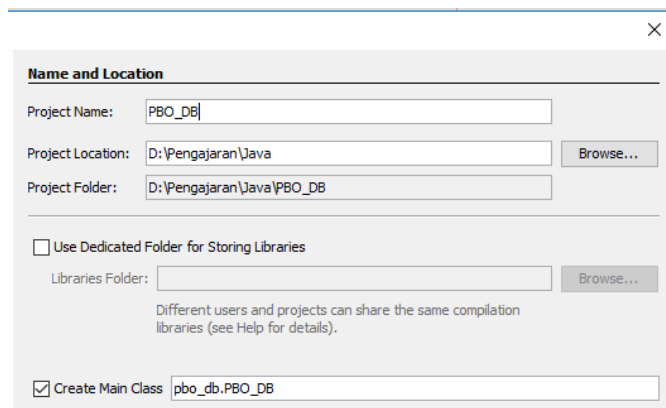 Name and Location
Project Name: PBO_DB
Project Location: D:\Pengajaran\Java Browse...
Project Folder: D:\Pengajaran\Java\PBO_DB
Use Dedicated Folder for Storing Libraries
Libraries Folder: Browse...
Different users and projects can share the same compilation
libraries (see Help for details).
Create Main Class pbo_db.PBO_DB